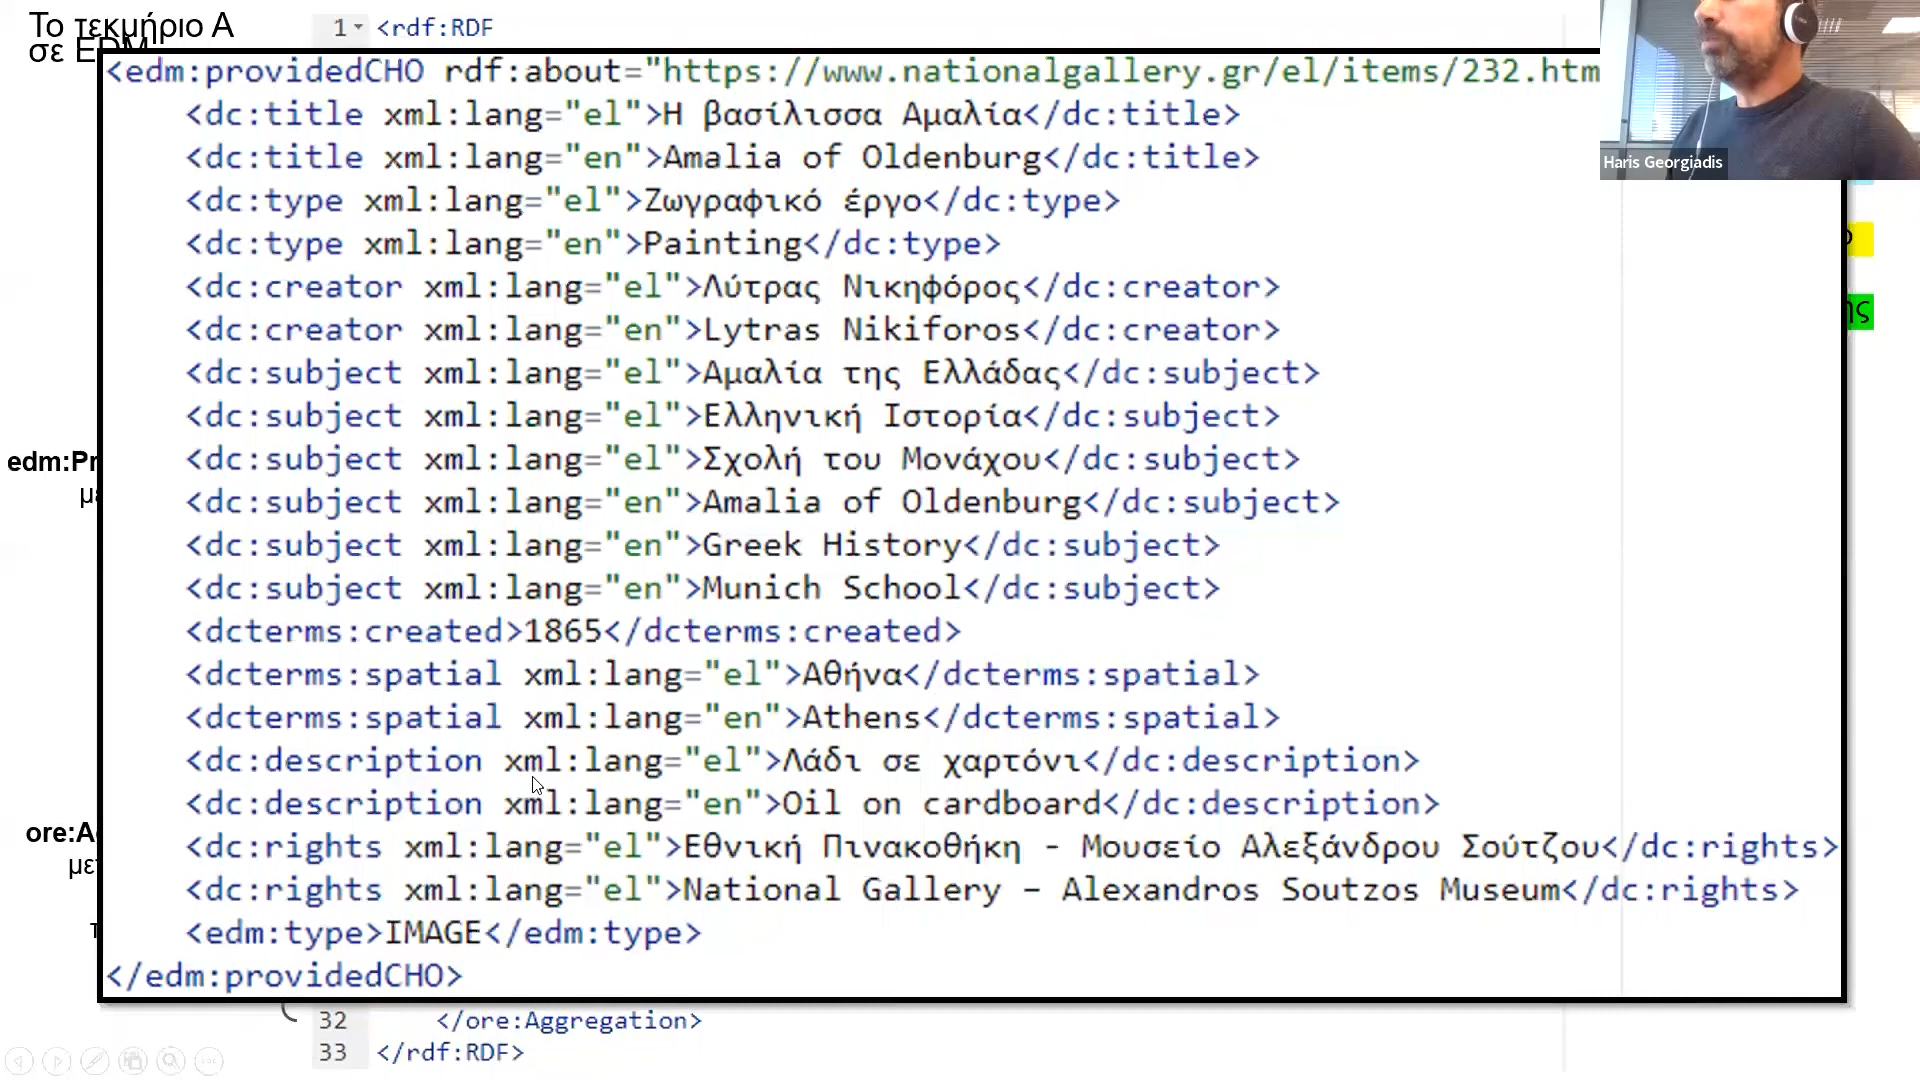 Το τεκμήριο Α
σε EDM
1 <rdf:RDF
<edm:providedCHO rdf:about="https://www.nationalgallery.gr/el/items/232.htm
<dc:title xml:lang="el">Η βασίλισσα Αμαλία</dc:title>
<dc:title xml:lang="en">Amalia of Oldenburg</dc:title>
<dc:type xml:lang="el">Ζωγραφικό έργο</dc:type>
<dc:type xml:lang="en">Painting</dc:type>
<dc:creator xml:lang="el">Λύτρας Νικηφόρος</dc:creator>
<dc:creator xml:lang="en">Lytras Nikiforos</dc:creator>
<dc:subject xml:lang="el">Αμαλία της Ελλάδας</dc:subject>
<dc:subject xml:lang="el">Ελληνική Ιστορία</dc:subject>
<dc:subject xml:lang="el">Σχολή του Μονάχου</dc:subject>
<dc:subject xml:lang="en">Amalia of Oldenburg</dc:subject>
<dc:subject xml:lang="en">Greek History</dc:subject>
<dc:subject xml:lang="en">Munich School</dc:subject>
<dcterms:created>1865</dcterms:created>
<dcterms:spatial xml:lang="el">Αθήνα</dcterms:spatial>
<dcterms:spatial xml:lang="en">Athens</dcterms:spatial>
<dc:description xml:lang="el">Λάδι σε χαρτόνι</dc:description>
<dc:description xml:lang="en">Oil on cardboard</dc:description>
<dc:rights xml:lang="el">Εθνική Πινακοθήκη - Μουσείο Αλεξάνδρου Σούτζου</dc:rights>
<dc:rights xml:lang="el">National Gallery – Alexandros Soutzos Museum</dc:rights>
<edm:type>IMAGE</edm:type>
</edm:providedCHO>
32 </ore:Aggregation>
33 </rdf:RDF>
edm:Pr
ore:A
Haris Georgiadis